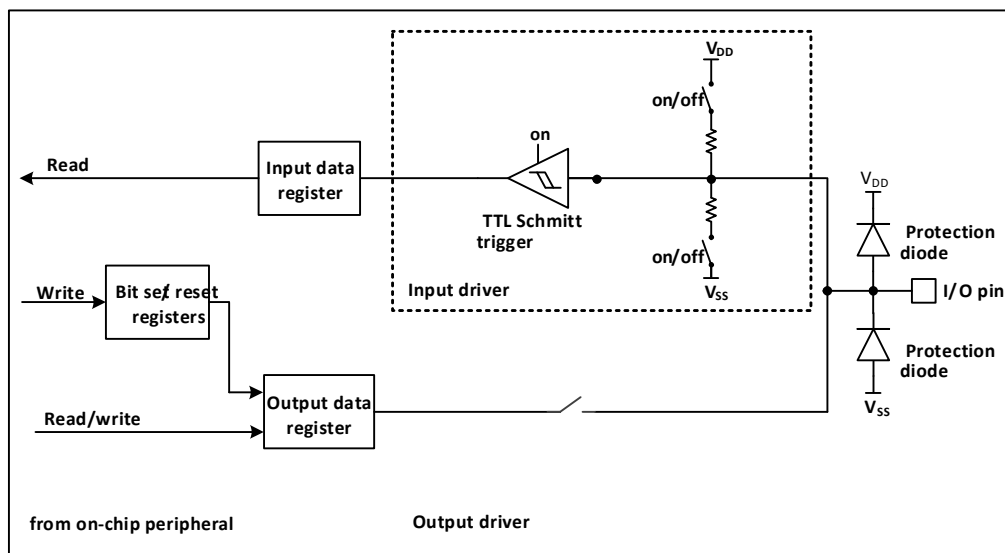 V_DD
on/off
on
Read
Input data
register
V_DD
TTL Schmitt
trigger
Protection
diode
on/off
Write
Bit set/ reset
registers
Input driver
V_SS
I/O pin
Protection
diode
Output data
register
Read/write
V_SS
from on-chip peripheral
Output driver